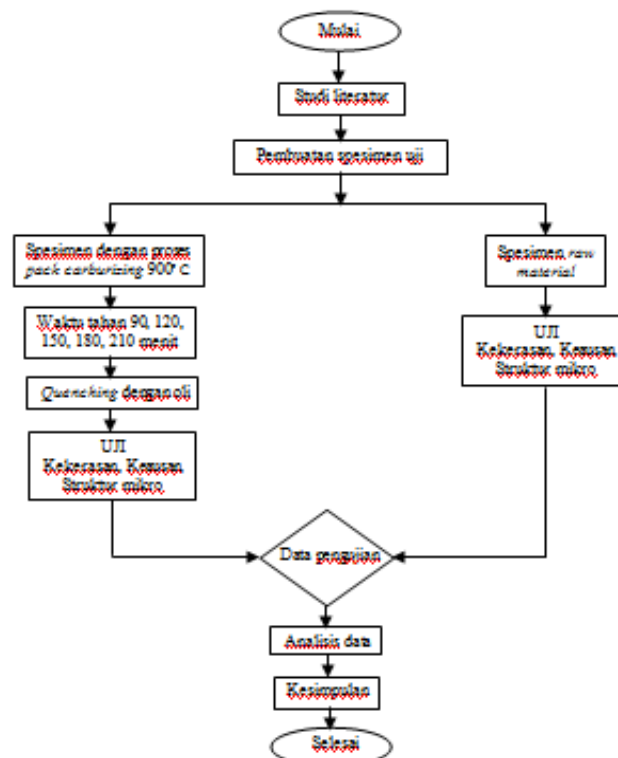 Mulai
Studi literatur
Pembuatan spesimen uji
Spesimen dengan proses
pack carburizing 900° C
Waktu tahan 90, 120,
150, 180, 210 menit
Quenching dengan oli
UJI
Kekerasan, Keausan
Struktur mikro
Spesimen raw
material
UJI
Kekerasan, Keausan
Struktur mikro
Data pengujian
Analisis data
Kesimpulan
Selesai